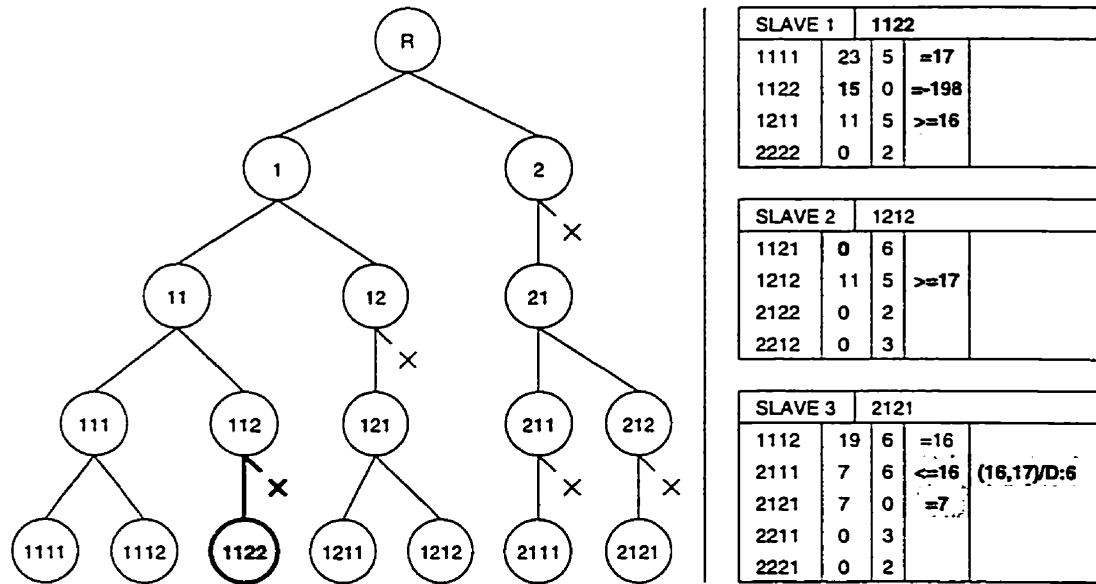 R
1 2
11 12 21
111 112 121 211 212
1111 1112 1122 1211 1212 2111 2121
SLAVE 1 1122
1111 23 5 =17
1122 15 0 =-198
1211 11 5 >=16
2222 0 2
SLAVE 2 1212
1121 0 6
1212 11 5 >=17
2122 0 2
2212 0 3
SLAVE 3 2121
1112 19 6 =16
2111 7 6 <=16 (16,17)/D:6
2121 7 0 =7
2211 0 3
2221 0 2